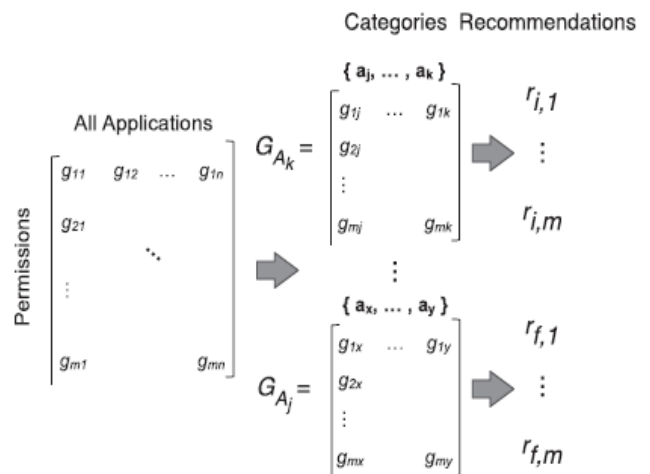 Categories Recommendations
{ aj, ... , ak }
g1j ... g1k
ri,1
All Applications
GAk =
g2j
⋮
⋮
g11 g12 ... g1n
gmj gmk
ri,m
Permissions
g21
⋱
⋮
⋮
{ ax, ... , ay }
g1x ... g1y
rf,1
gm1 gmn
GAj =
g2x
⋮
⋮
gmx gmy
rf,m